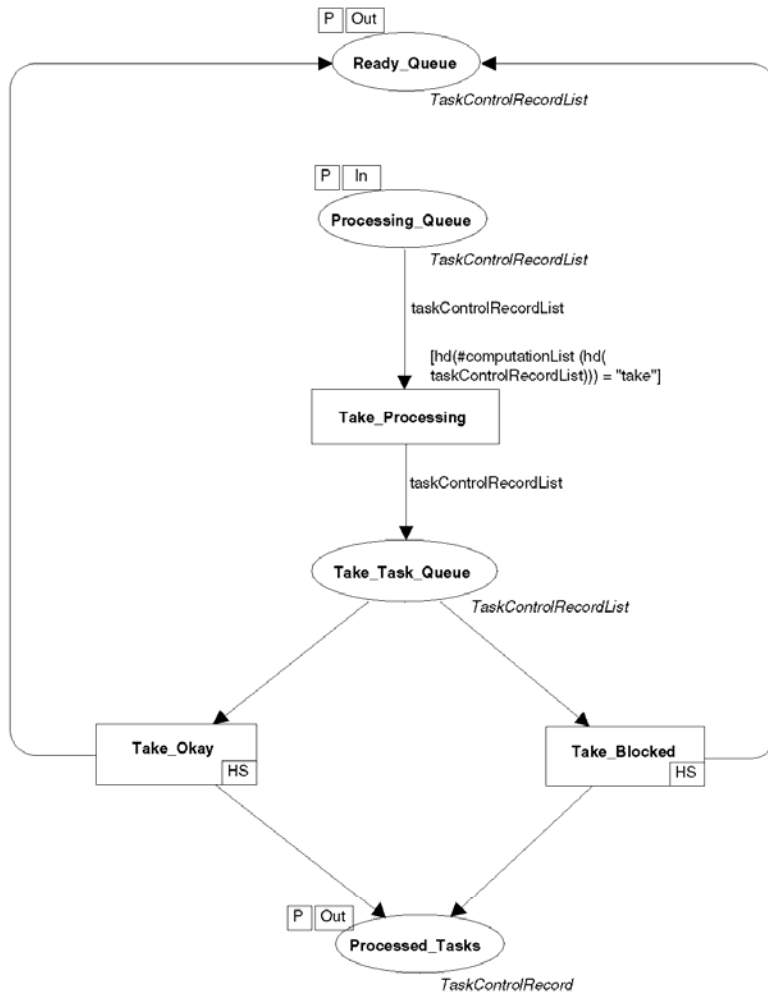 P Out
Ready_Queue
TaskControlRecordList
P In
Processing_Queue
TaskControlRecordList
taskControlRecordList
[hd(#computationList (hd(
taskControlRecordList))) = "take"]
Take_Processing
taskControlRecordList
Take_Task_Queue
TaskControlRecordList
Take_Okay
HS
Take_Blocked
HS
P Out
Processed_Tasks
TaskControlRecord